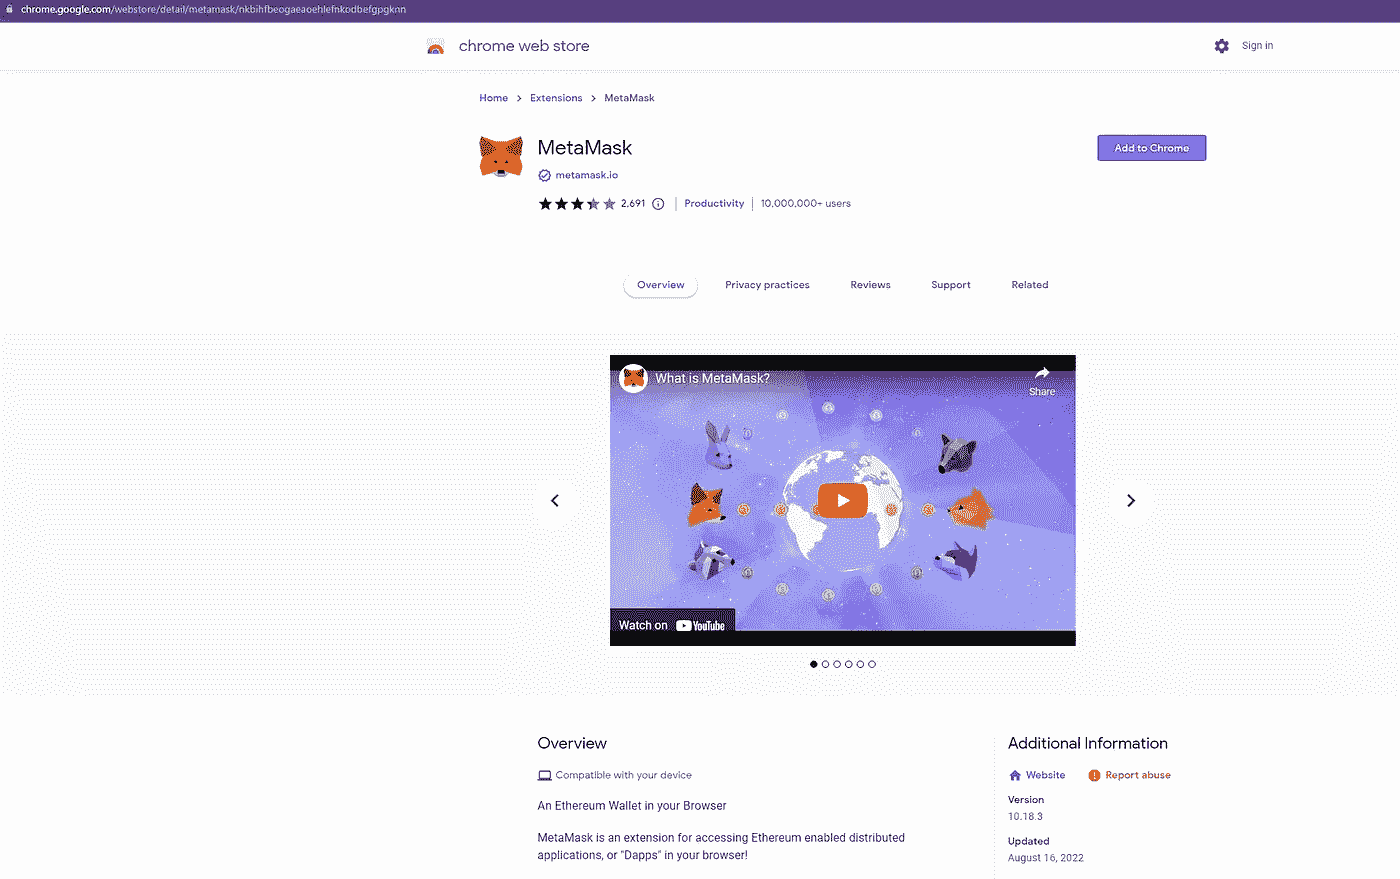 chrome.google.com/webstore/detail/metamask/nkbihfbeogaeaoehlefnkodbefgpgknn
chrome web store
Sign in
Home > Extensions > MetaMask
MetaMask
Add to Chrome
metamask.io
2,691 | Productivity | 10,000,000+ users
Overview Privacy practices Reviews Support Related
What is MetaMask?
Share
Watch on YouTube
Overview
Compatible with your device
An Ethereum Wallet in your Browser
MetaMask is an extension for accessing Ethereum enabled distributed
applications, or "Dapps" in your browser!
Additional Information
Website Report abuse
Version
10.18.3
Updated
August 16, 2022